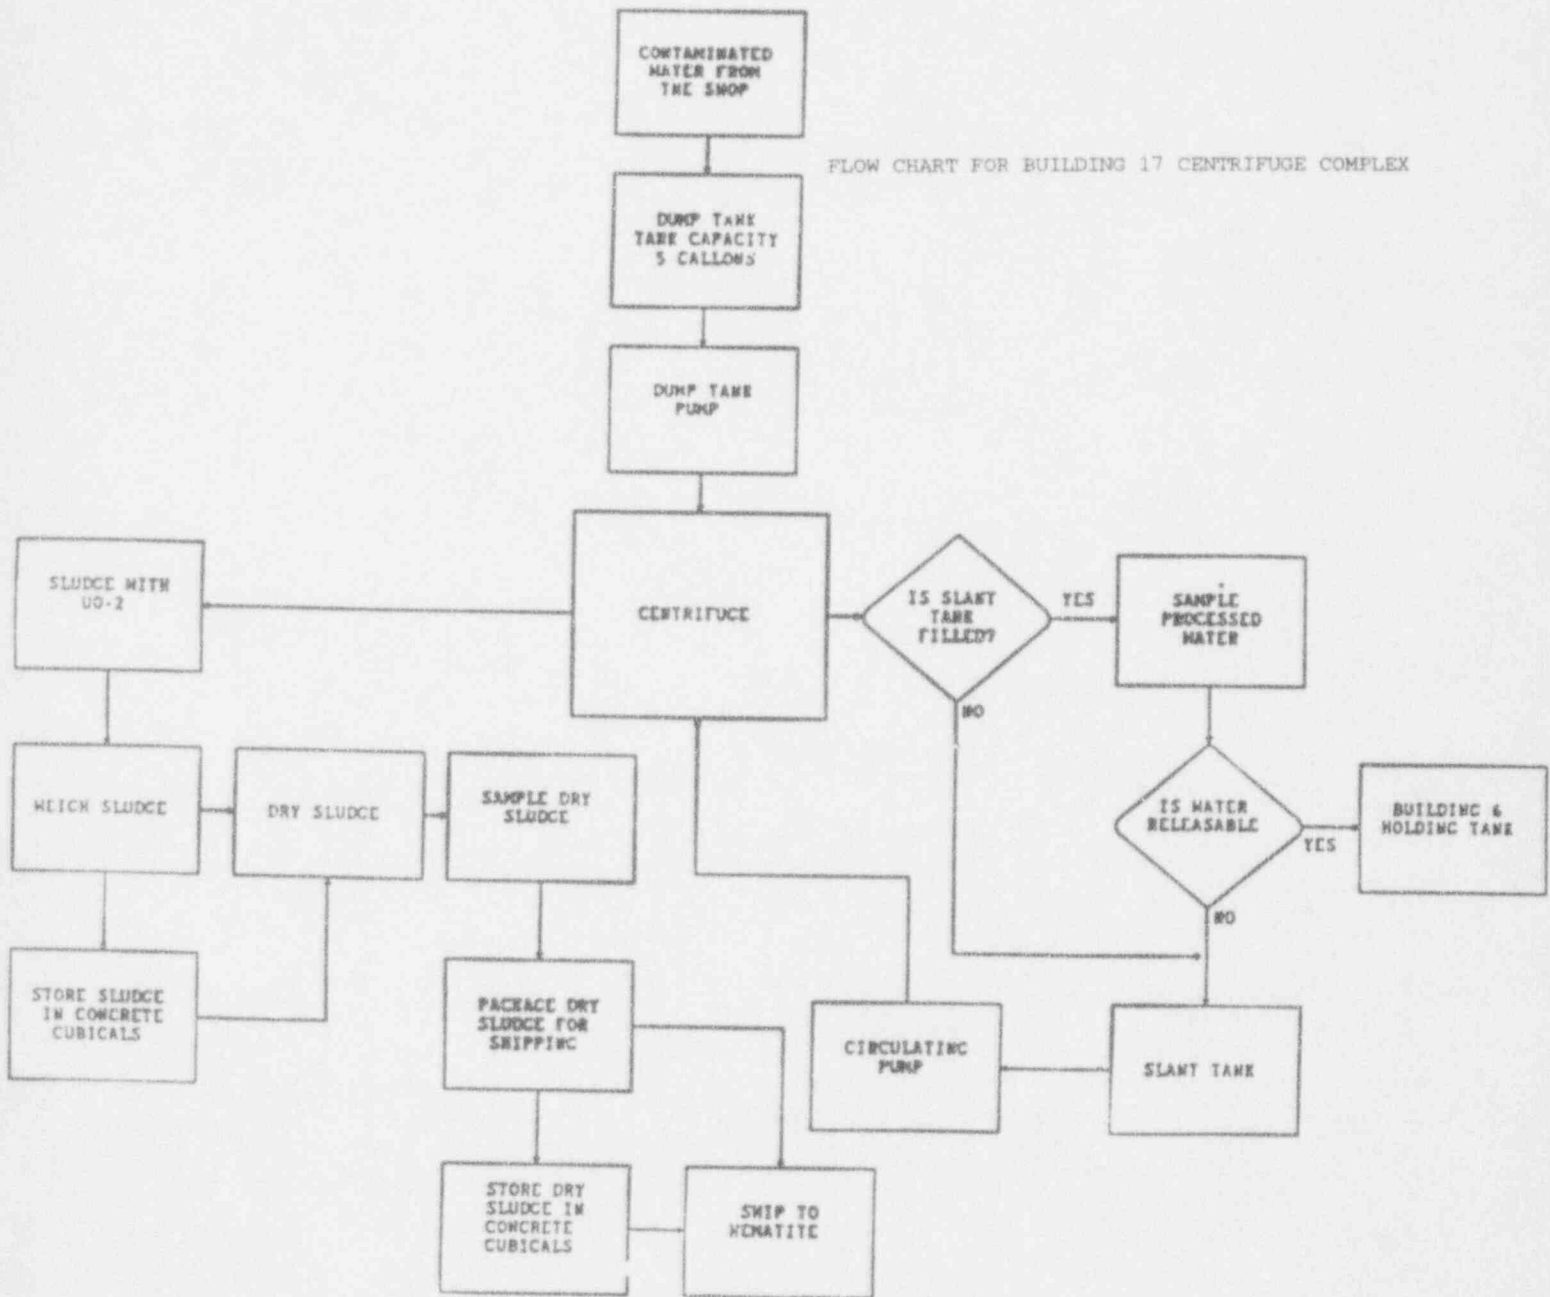 CONTAMINATED
WATER FROM
THE SHOP
FLOW CHART FOR BUILDING 17 CENTRIFUGE COMPLEX
DUMP TANK
TANK CAPACITY
5 GALLONS
DUMP TANK
PUMP
SLUDGE WITH
UO-2
CENTRIFUGE
IS SLANT
TANK
FILLED?
YES
SAMPLE
PROCESSED
WATER
NO
WEIGH SLUDGE
DRY SLUDGE
SAMPLE DRY
SLUDGE
IS WATER
RELEASABLE
YES
BUILDING 6
HOLDING TANK
NO
STORE SLUDGE
IN CONCRETE
CUBICALS
PACKAGE DRY
SLUDGE FOR
SHIPPING
CIRCULATING
PUMP
SLANT TANK
STORE DRY
SLUDGE IN
CONCRETE
CUBICALS
SHIP TO
HEMATITE